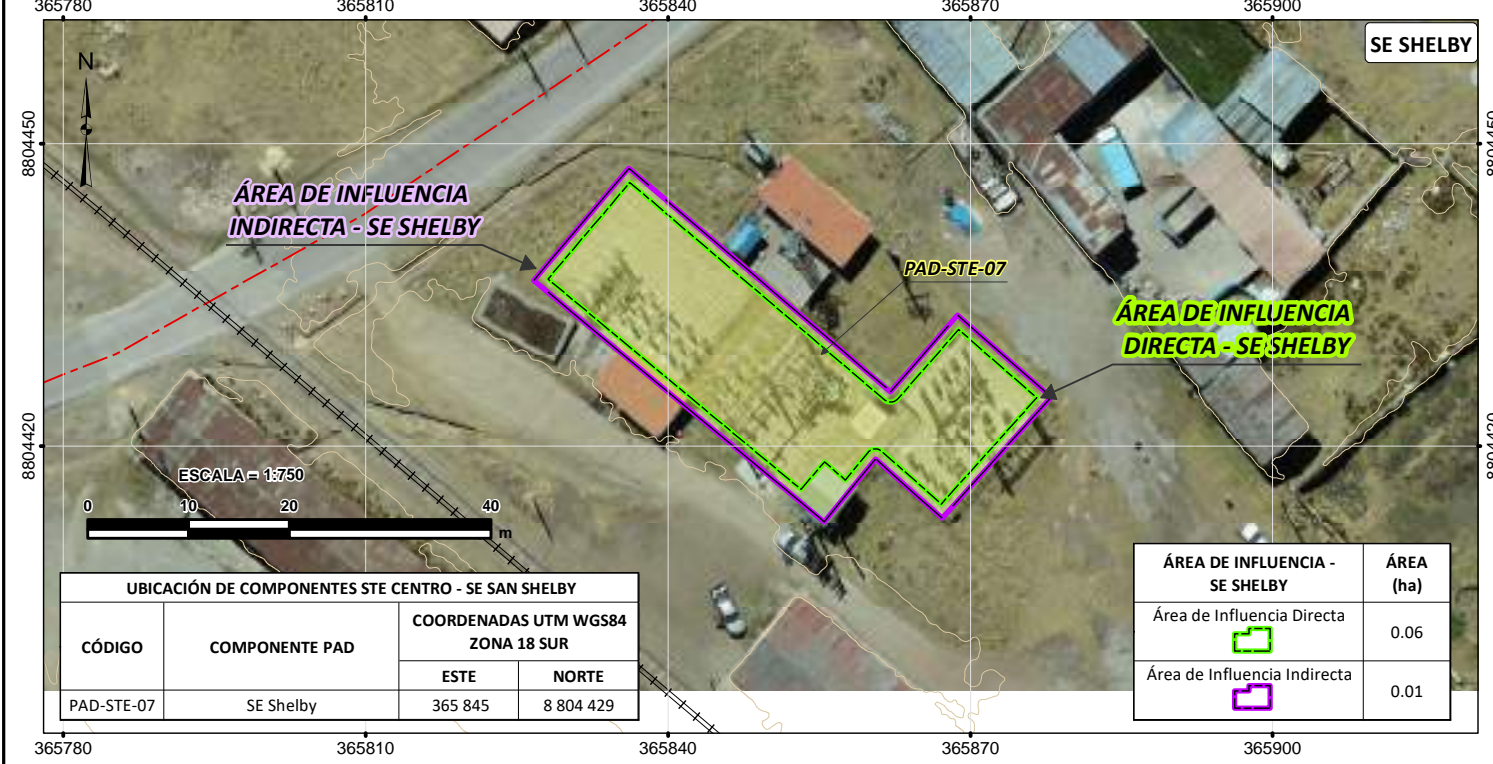 365780 365810 365840 365870 365900
SE SHELBY
N
8804450
8804450
ÁREA DE INFLUENCIA
INDIRECTA - SE SHELBY
PAD-STE-07
ÁREA DE INFLUENCIA
DIRECTA - SE SHELBY
8804420
8804420
ESCALA = 1:750
0 10 20 40
m
UBICACIÓN DE COMPONENTES STE CENTRO - SE SAN SHELBY
CÓDIGO
COMPONENTE PAD
COORDENADAS UTM WGS84
ZONA 18 SUR
ESTE NORTE
PAD-STE-07 SE Shelby 365 845 8 804 429
ÁREA DE INFLUENCIA -
SE SHELBY
ÁREA
(ha)
Área de Influencia Directa
0.06
Área de Influencia Indirecta
0.01
365780 365810 365840 365870 365900